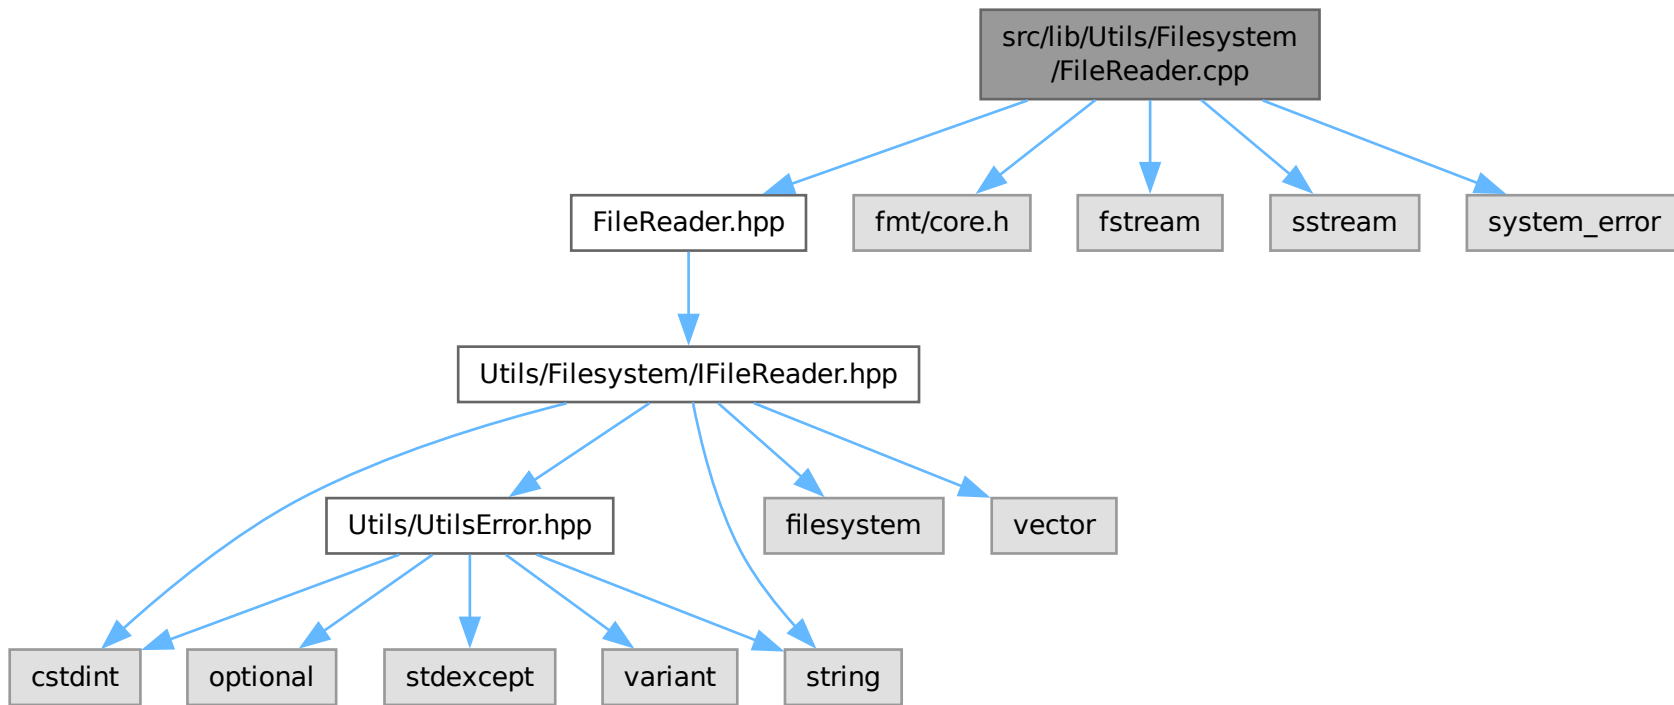 src/lib/Utils/Filesystem
/FileReader.cpp
FileReader.hpp
fmt/core.h
fstream
sstream
system_error
Utils/Filesystem/IFileReader.hpp
Utils/UtilsError.hpp
filesystem
vector
cstdint
optional
stdexcept
variant
string